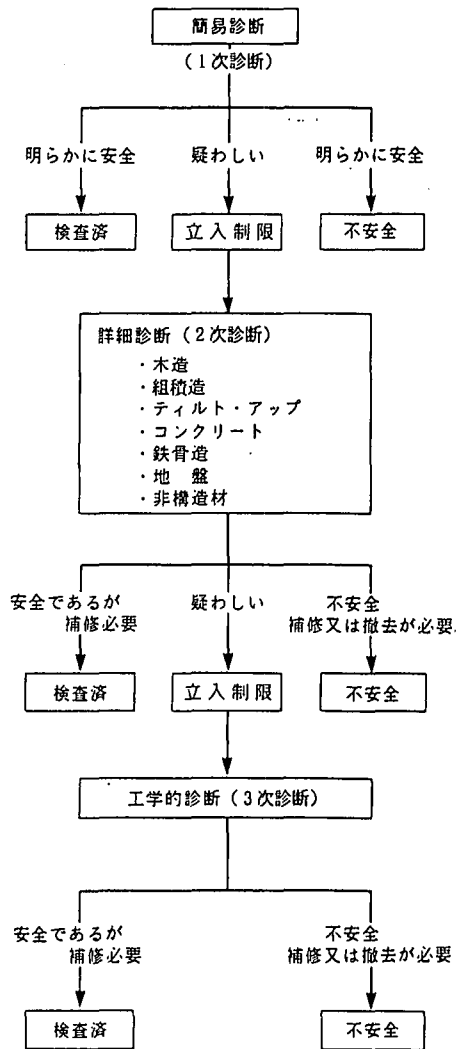 簡易診断
(1次診断)
明らかに安全 疑わしい 明らかに安全
検査済 立入制限 不安全
詳細診断(2次診断)
・木造
・組積造
・ティルト・アップ
・コンクリート
・鉄骨造
・地 盤
・非構造材
安全であるが 疑わしい 不安全
補修必要 補修又は撤去が必要.
検査済 立入制限 不安全
工学的診断(3次診断)
安全であるが 不安全
補修必要 補修又は撤去が必要
検査済 不安全